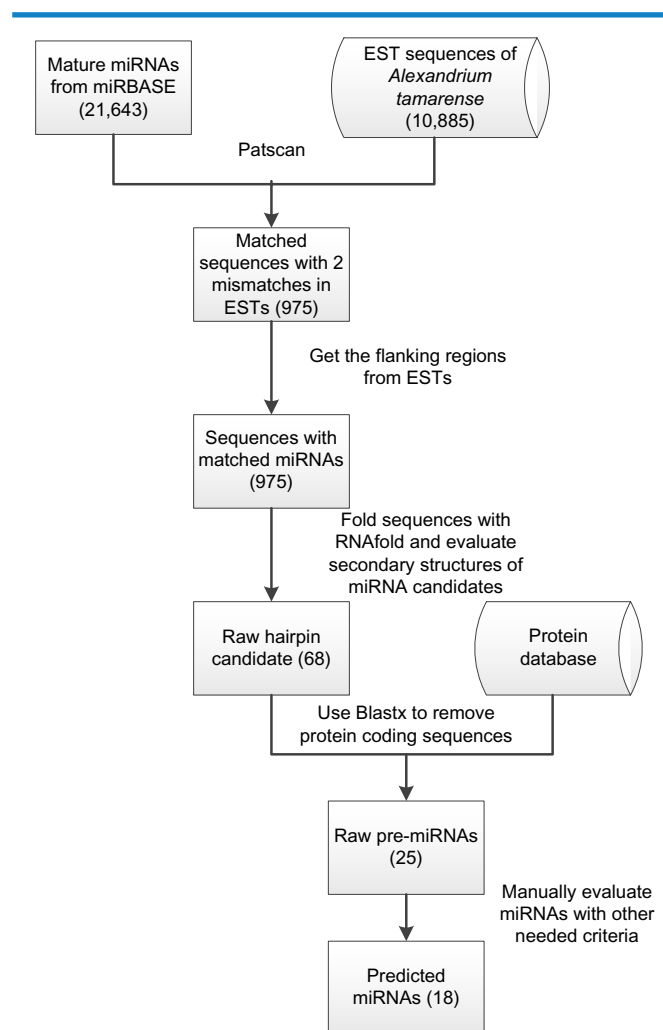 Mature miRNAs
from miRBASE
(21,643)
EST sequences of
Alexandrium
tamarense
(10,885)
Patscan
Matched
sequences with 2
mismatches in
ESTs (975)
Get the flanking regions
from ESTs
Sequences with
matched miRNAs
(975)
Fold sequences with
RNAfold and evaluate
secondary structures of
miRNA candidates
Raw hairpin
candidate (68)
Protein
database
Use Blastx to remove
protein coding sequences
Raw pre-miRNAs
(25)
Manually evaluate
miRNAs with other
needed criteria
Predicted
miRNAs (18)